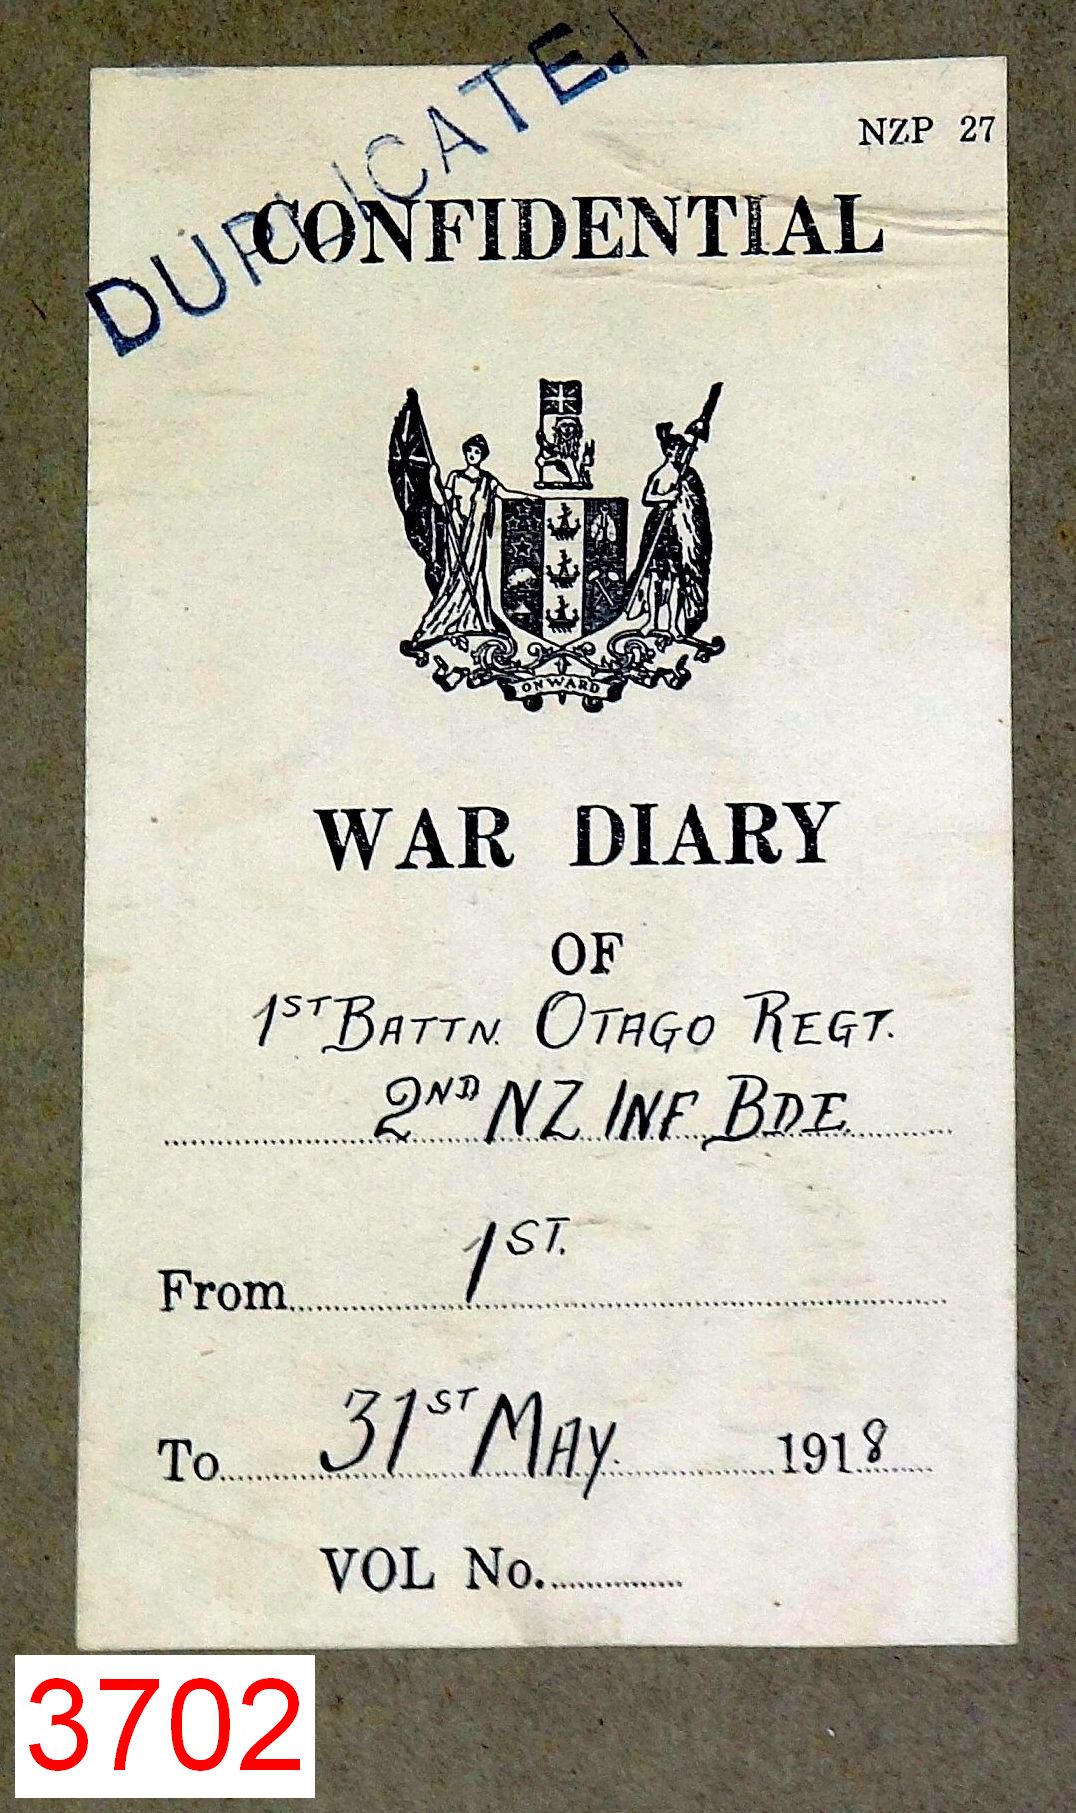 DUPLICATE.
NZP 27
CONFIDENTIAL
ONWARD
WAR DIARY
OF
1ST BATTN. OTAGO REGT.
2ND NZ INF BDE.
From 1ST.
To 31ST MAY. 1918
VOL No.
3702